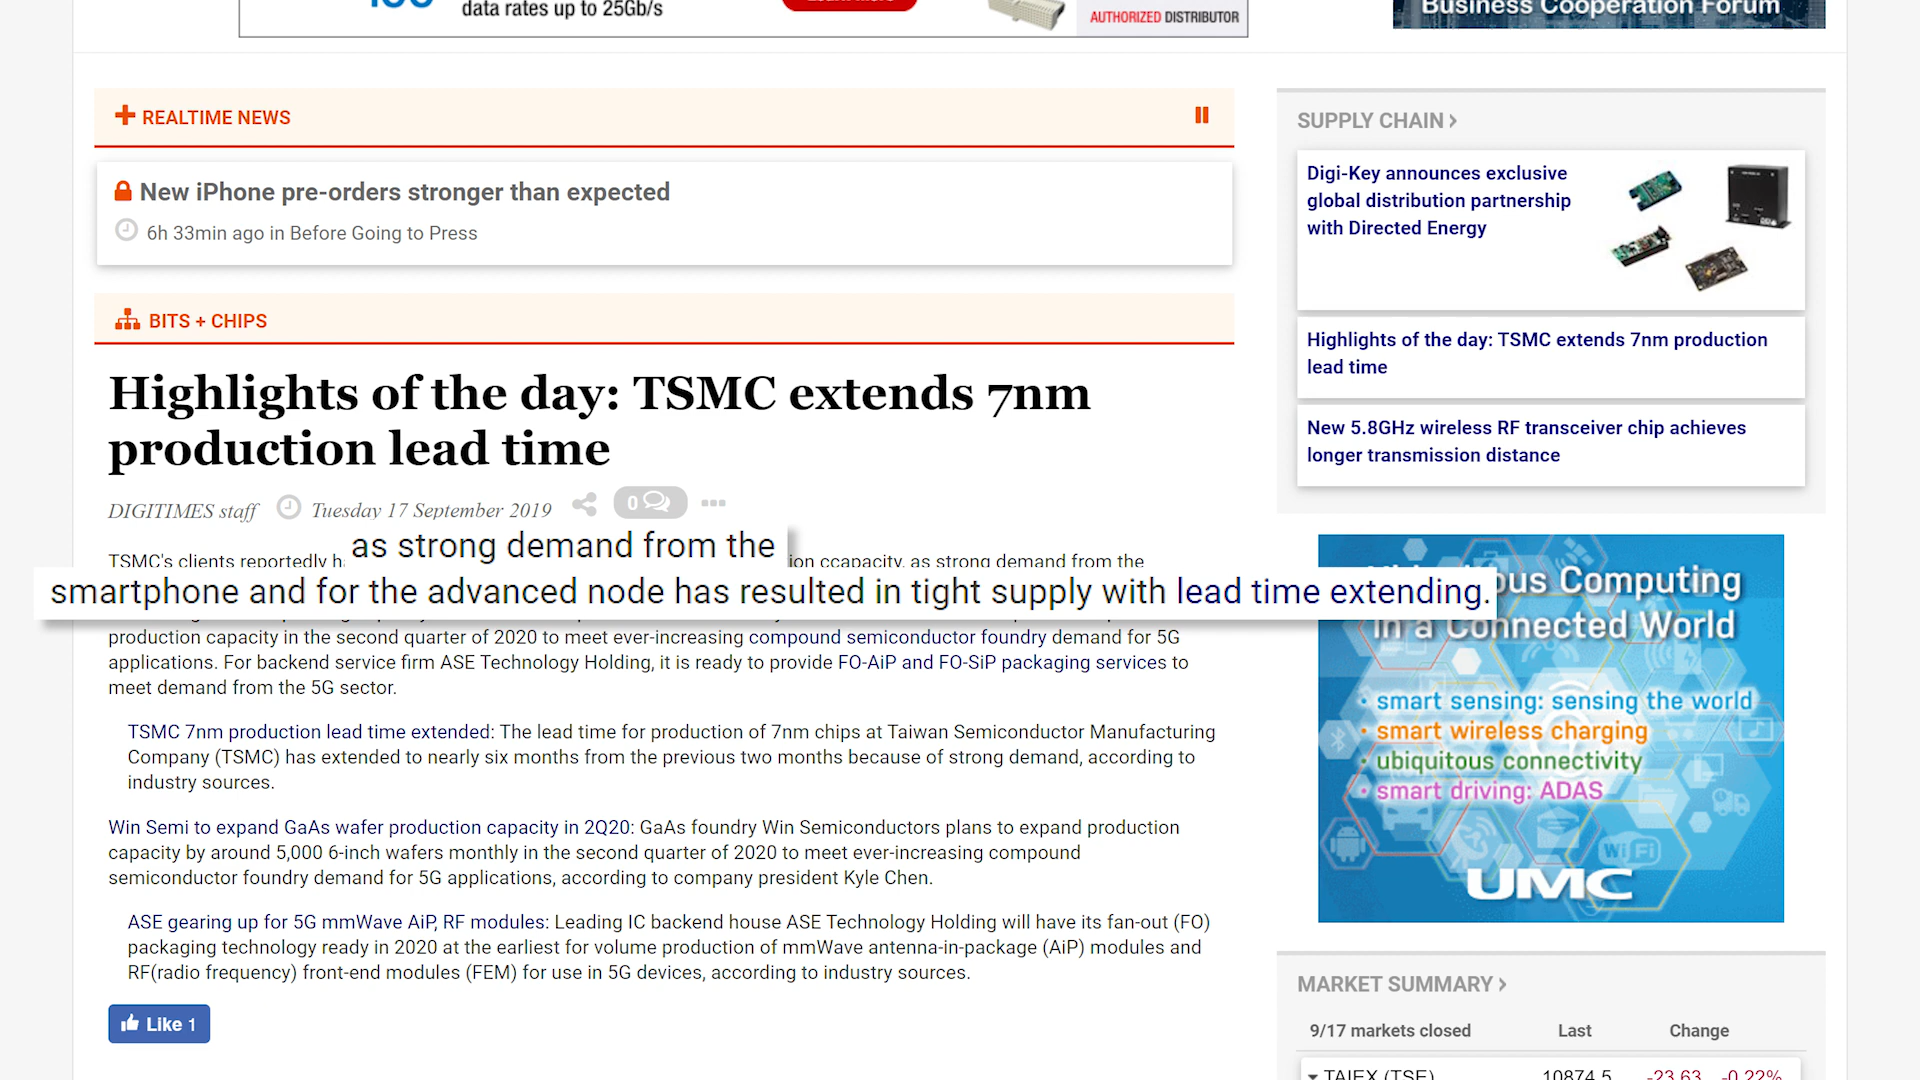 data rates up to 25Gb/s
AUTHORIZED DISTRIBUTOR
Business Cooperation Forum
REALTIME NEWS
New iPhone pre-orders stronger than expected
6h 33min ago in Before Going to Press
BITS + CHIPS
Highlights of the day: TSMC extends 7nm
production lead time
DIGITIMES staff Tuesday 17 September 2019 0
TSMC's clients reportedly
ion ccapacity, as strong demand from the
as strong demand from the
smartphone and for the advanced node has resulted in tight supply with lead time extending.
production capacity in the second quarter of 2020 to meet ever-increasing compound semiconductor foundry demand for 5G
applications. For backend service firm ASE Technology Holding, it is ready to provide FO-AiP and FO-SiP packaging services to
meet demand from the 5G sector.
TSMC 7nm production lead time extended: The lead time for production of 7nm chips at Taiwan Semiconductor Manufacturing
Company (TSMC) has extended to nearly six months from the previous two months because of strong demand, according to
industry sources.
Win Semi to expand GaAs wafer production capacity in 2Q20: GaAs foundry Win Semiconductors plans to expand production
capacity by around 5,000 6-inch wafers monthly in the second quarter of 2020 to meet ever-increasing compound
semiconductor foundry demand for 5G applications, according to company president Kyle Chen.
ASE gearing up for 5G mmWave AiP, RF modules: Leading IC backend house ASE Technology Holding will have its fan-out (FO)
packaging technology ready in 2020 at the earliest for volume production of mmWave antenna-in-package (AiP) modules and
RF(radio frequency) front-end modules (FEM) for use in 5G devices, according to industry sources.
Like 1
SUPPLY CHAIN
Digi-Key announces exclusive
global distribution partnership
with Directed Energy
Highlights of the day: TSMC extends 7nm production
lead time
New 5.8GHz wireless RF transceiver chip achieves
longer transmission distance
ous Computing
in a Connected World
• smart sensing: sensing the world
• smart wireless charging
• ubiquitous connectivity
• smart driving: ADAS
WiFi
UMC
MARKET SUMMARY
9/17 markets closed Last Change
TAIEX (TSE) 10874.5 -23.63 -0.22%